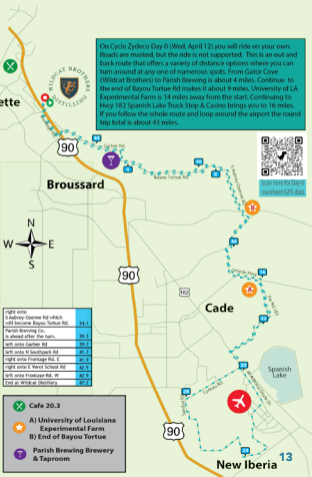 On Cycle Zydeco Day 0 (Wed, April 12) you will ride on your own.
Roads are marked, but the ride is not supported. This is an out and
back route that offers a variety of distance options where you can
turn around at any one of numerous spots. From Gator Cove
(Wildcat Brothers) to Parish Brewing is about 4 miles. Continue to
the end of Bayou Tortue Rd makes it about 9 miles, University of LA
Experimental Farm is 14 miles away from the start. Continuing to
Hwy 182 Spanish Lake Truck Stop & Casino brings you to 16 miles.
If you follow the whole route and loop around the airport the round
trip total is about 43 miles.
WILDCAT BROTHERS
DISTILLING
ette
90
Garber Rd
Broussard
Bayou Tortue Rd
Scan here for Day 0
cue sheet/GPS data
N
W E
S
90
182
Cade
right onto
S Aubrey-Ozenne Rd which
will become Bayou Tortue Rd. 34.1
Parish Brewing Co.
is ahead after the turn. 39.3
left onto Garber Rd 39.7
left onto N Southpark Rd 41.7
right onto Frontage Rd. E 41.9
right onto E Verot School Rd 42.9
left onto Frontage Rd. W 42.9
End at Wildcat Distillery 47.2
Spanish
Lake
Cafe 20.3
A) University of Louisiana
Experimental Farm
B) End of Bayou Tortue
Parish Brewing Brewery
& Taproom
90
New Iberia
13